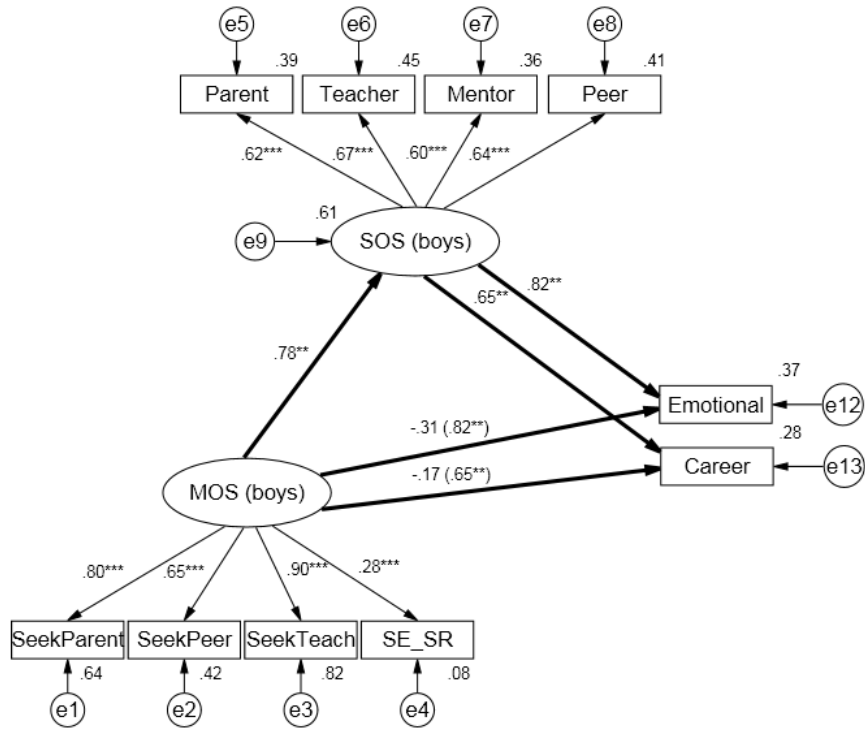 e5 e6 e7 e8
.39 .45 .36 .41
Parent Teacher Mentor Peer
.62*** .67*** .60*** .64***
.61
e9 SOS (boys)
.82**
.65**
.78**
.37
Emotional e12
-.31 (.82**)
.28
Career e13
-.17 (.65**)
MOS (boys)
.80*** .65*** .90*** .28***
SeekParent SeekPeer SeekTeach SE_SR
.64 .42 .82 .08
e1 e2 e3 e4